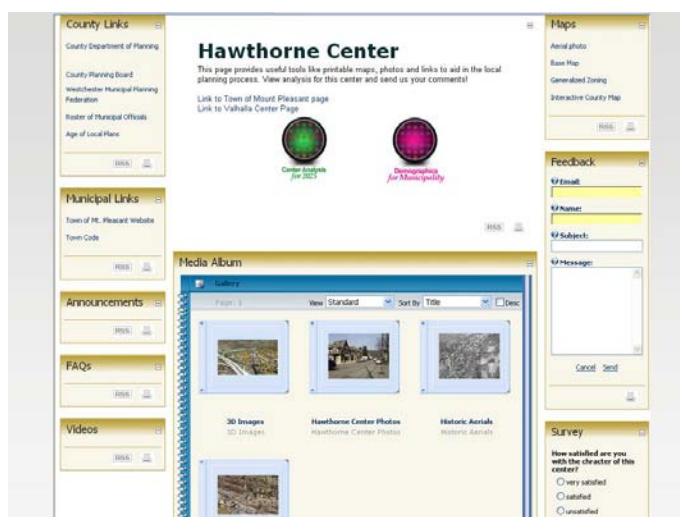 County Links
County Department of Planning
County Planning Board
Westchester Municipal Planning
Federation
Roster of Municipal Officials
Age of Local Plans
RSS
Municipal Links
Town of Mt. Pleasant Website
Town Code
RSS
Announcements
RSS
FAQs
RSS
Videos
RSS
Hawthorne Center
This page provides useful tools like printable maps, photos and links to aid in the local
planning process. View analysis for this center and send us your comments!
Link to Town of Mount Pleasant page
Link to Valhalla Center Page
Center Analysis
for 2025
Demographics
for Municipality
RSS
Media Album
Gallery
Page: 1
View Standard Sort By Title Desc
3D Images
3D Images
Hawthorne Center Photos
Hawthorne Center Photos
Historic Aerials
Historic Aerials
Maps
Aerial photo
Base Map
Generalized Zoning
Interactive County Map
RSS
Feedback
Email:
Name:
Subject:
Message:
Cancel Send
Survey
How satisfied are you
with the chracter of this
center?
very satisfied
satisfied
unsatisfied